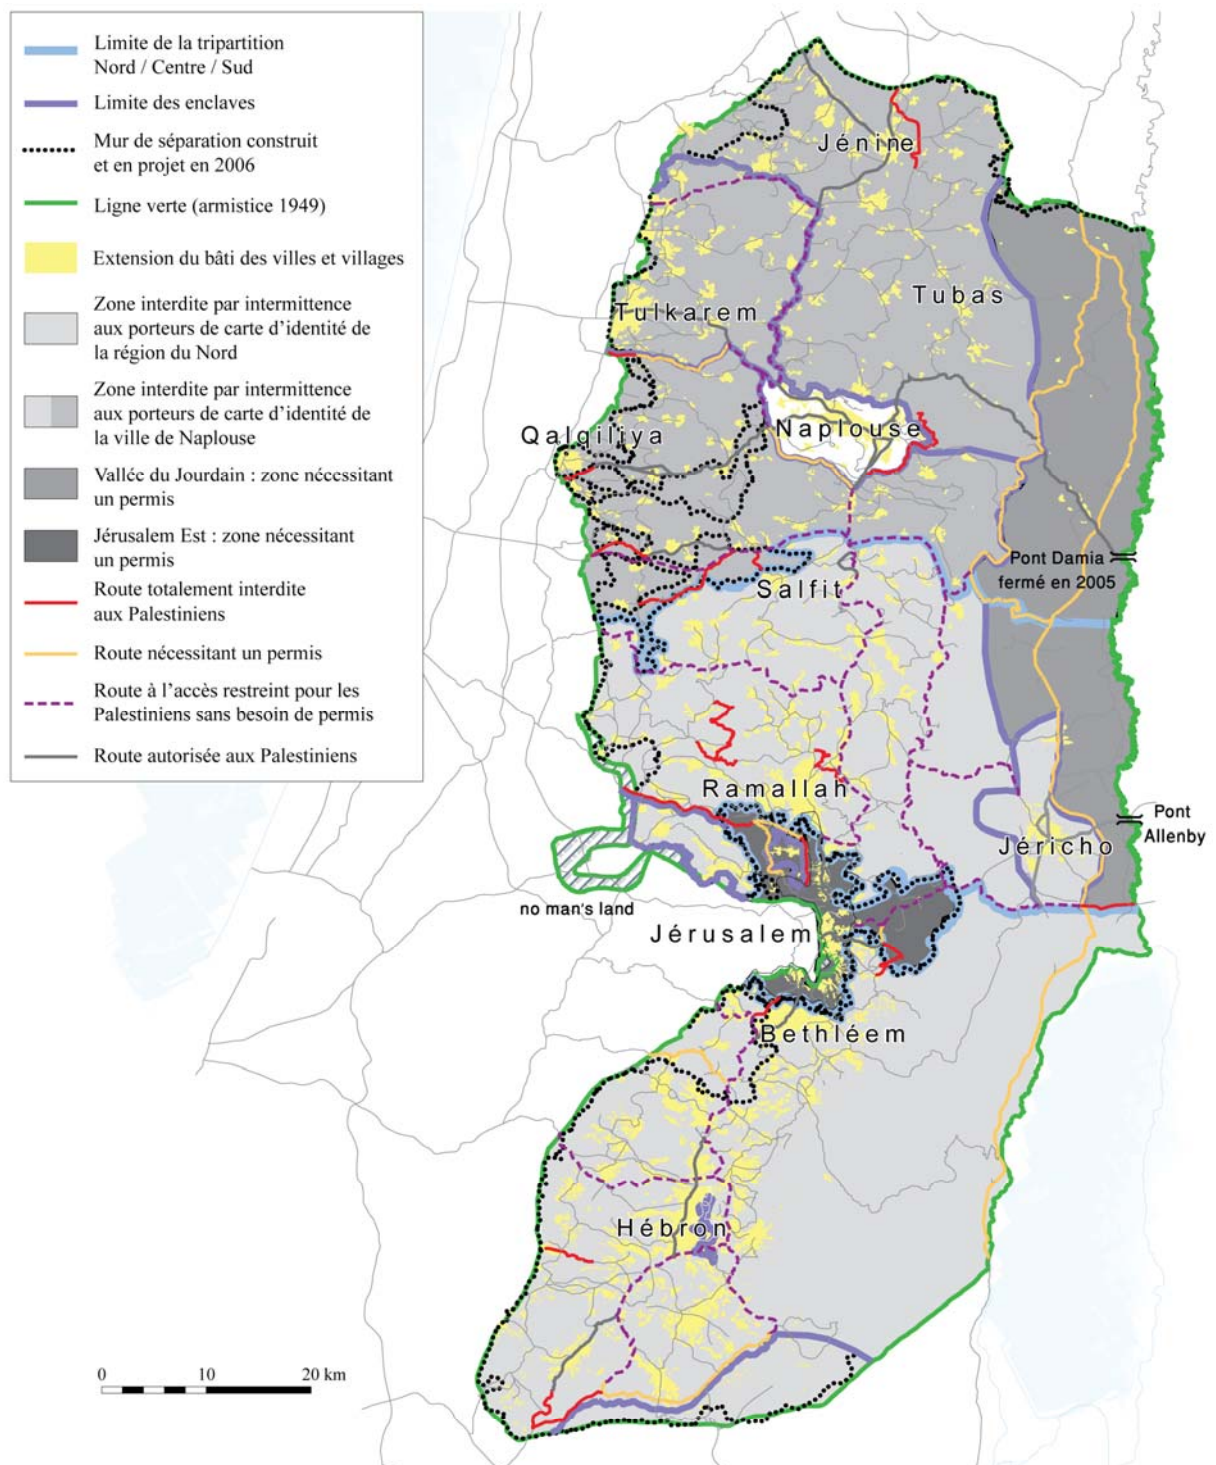 Limite de la tripartition
Nord / Centre / Sud
Limite des enclaves
Mur de séparation construit
et en projet en 2006
Ligne verte (armistice 1949)
Extension du bâti des villes et villages
Zone interdite par intermittence
aux porteurs de carte d’identité de
la région du Nord
Zone interdite par intermittence
aux porteurs de carte d’identité de
la ville de Naplouse
Vallée du Jourdain : zone nécessitant
un permis
Jérusalem Est : zone nécessitant
un permis
Route totalement interdite
aux Palestiniens
Route nécessitant un permis
Route à l’accès restreint pour les
Palestiniens sans besoin de permis
Route autorisée aux Palestiniens
Jénine
Tubas
Tulkarem
Naplouse
Qalqiliya
Pont Damia
fermé en 2005
Salfit
Ramallah
Pont
Allenby
Jéricho
no man's land
Jérusalem
Bethléem
Hébron
0 10 20 km